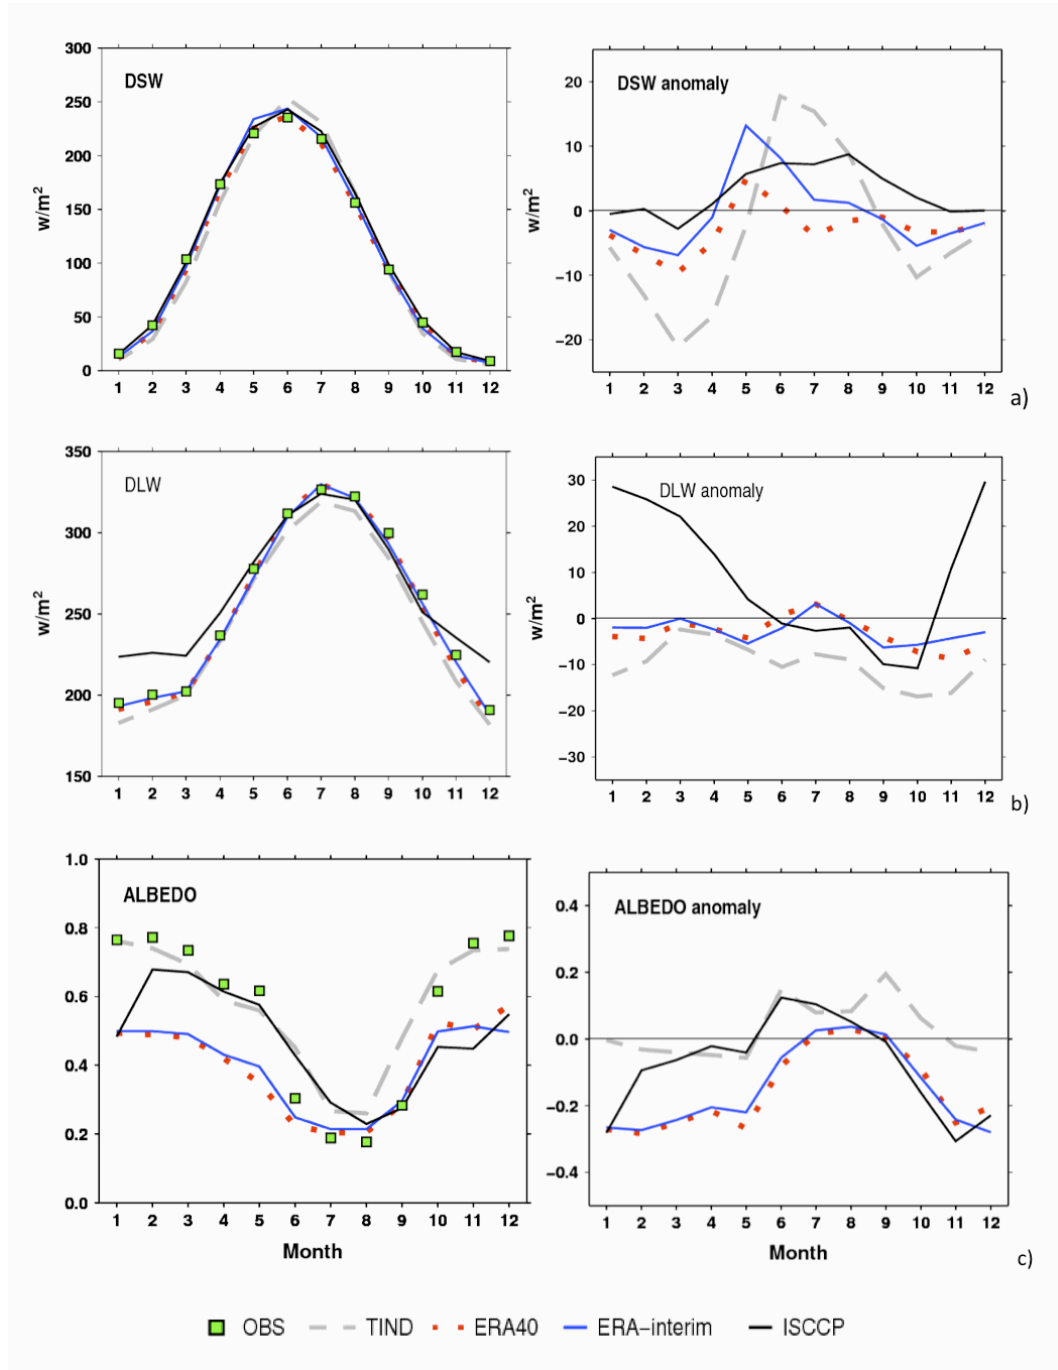 DSW
w/m²
300
250
200
150
100
50
0
1 2 3 4 5 6 7 8 9 10 11 12
DSW anomaly
w/m²
20
10
0
−10
−20
1 2 3 4 5 6 7 8 9 10 11 12
a)
DLW
w/m²
350
300
250
200
150
1 2 3 4 5 6 7 8 9 10 11 12
DLW anomaly
w/m²
30
20
10
0
−10
−20
−30
1 2 3 4 5 6 7 8 9 10 11 12
b)
ALBEDO
1.0
0.8
0.6
0.4
0.2
0.0
1 2 3 4 5 6 7 8 9 10 11 12
Month
ALBEDO anomaly
0.4
0.2
0.0
−0.2
−0.4
1 2 3 4 5 6 7 8 9 10 11 12
Month
c)
OBS TIND ERA40 ERA−interim ISCCP